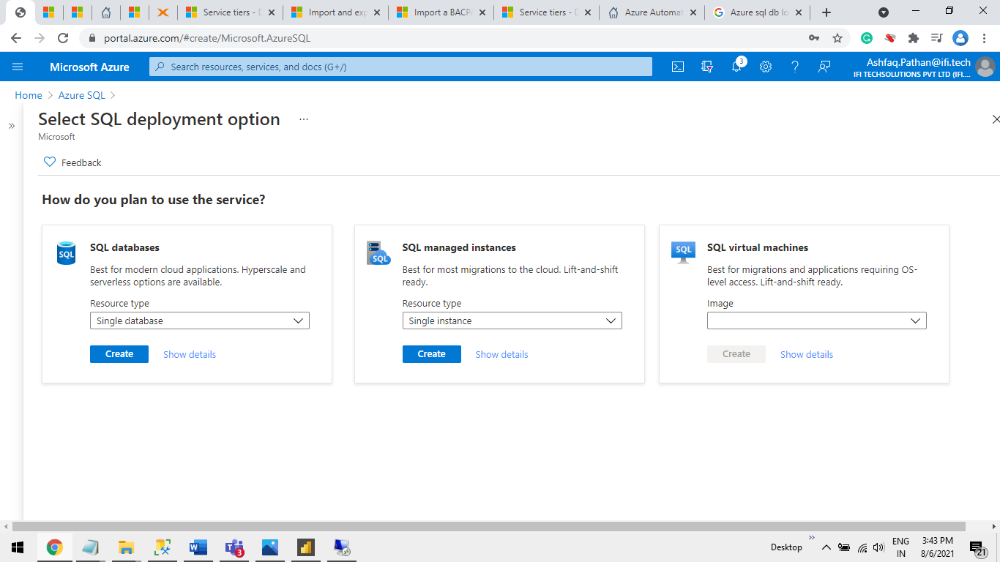 Service tiers - D
Import and exp
Import a BACPA
Service tiers - D
Azure Automat
Azure sql db lo
portal.azure.com/#create/Microsoft.AzureSQL
Microsoft Azure
Search resources, services, and docs (G+/)
3
Ashfaq.Pathan@ifi.tech
IFI TECHSOLUTIONS PVT LTD (IFI....
Home > Azure SQL >
»
Select SQL deployment option ...
Microsoft
Feedback
How do you plan to use the service?
SQL
SQL databases
Best for modern cloud applications. Hyperscale and
serverless options are available.
Resource type
Single database
Create Show details
SQL
SQL managed instances
Best for most migrations to the cloud. Lift-and-shift
ready.
Resource type
Single instance
Create Show details
SQL
SQL virtual machines
Best for migrations and applications requiring OS-
level access. Lift-and-shift ready.
Image
Create Show details
3
Desktop
»
ENG
IN
3:43 PM
8/6/2021
21